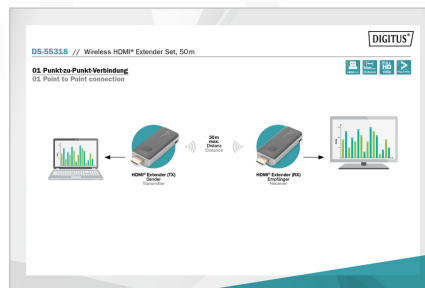 DIGITUS®
DS-55318 // Wireless HDMI® Extender Set, 50m
01 Punkt-zu-Punkt-Verbindung
01 Point to Point connection
50m
max.
Distanz
Distance
HDMI® Extender (TX)
Sender
Transmitter
HDMI® Extender (RX)
Empfänger
Receiver